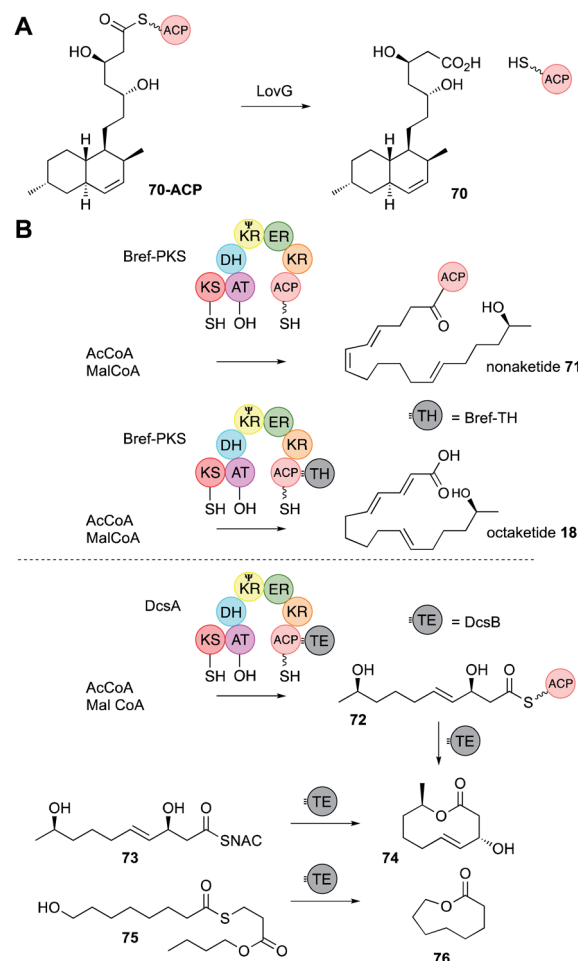 A
O
S
ACP
HO
OH
H
H
70-ACP
LovG
HO
CO₂H
OH
H
H
70
HS
ACP
B
Bref-PKS
Ψ
KR
ER
DH
KR
KS
AT
ACP
SH
OH
SH
AcCoA
MalCoA
ACP
O
HO
nonaketide 71
TH = Bref-TH
Bref-PKS
Ψ
KR
ER
DH
KR
KS
AT
ACP
TH
SH
OH
SH
AcCoA
MalCoA
OH
O
HO
octaketide 18
DcsA
Ψ
KR
ER
DH
KR
KS
AT
ACP
TE
SH
OH
SH
AcCoA
Mal CoA
TE = DcsB
OH
OH
O
S
ACP
72
TE
OH
OH
O
SNAC
73
TE
O
O
OH
74
HO
O
S
O
O
75
TE
O
O
76